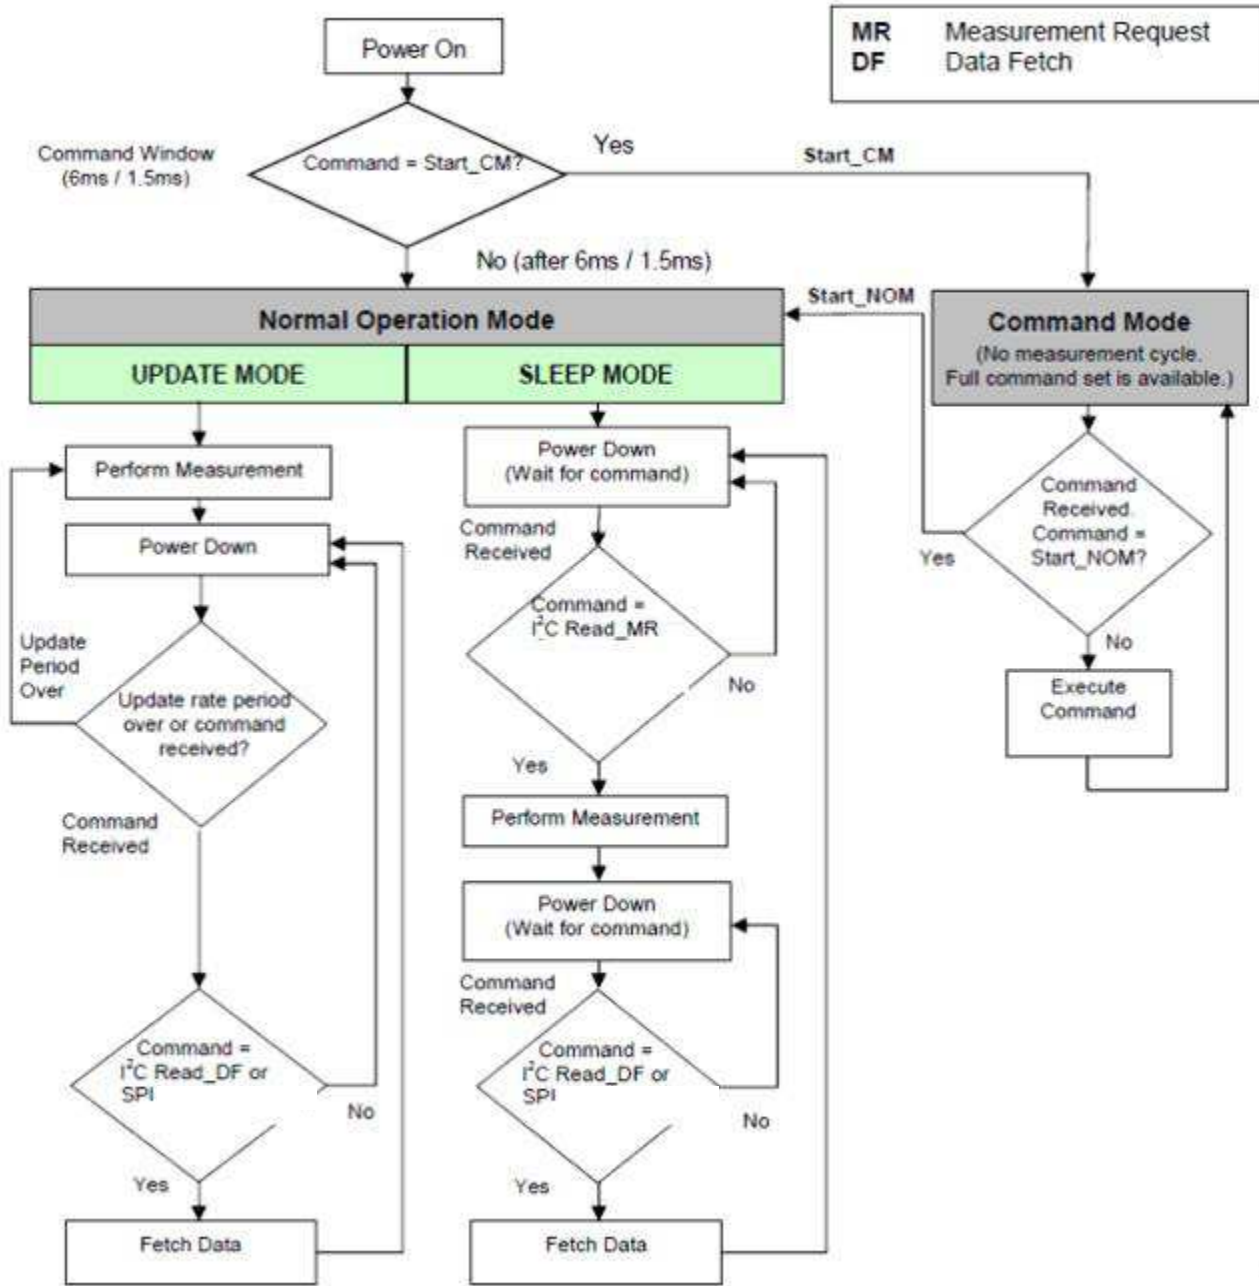 MR Measurement Request
DF Data Fetch
Power On
Command Window
(6ms / 1.5ms)
Command = Start_CM?
Yes
Start_CM
No (after 6ms / 1.5ms)
Normal Operation Mode
UPDATE MODE
SLEEP MODE
Start_NOM
Command Mode
(No measurement cycle.
Full command set is available.)
Perform Measurement
Power Down
Update
Period
Over
Update rate period
over or command
received?
Command
Received
Command =
I²C Read_DF or
SPI
No
Yes
Fetch Data
Power Down
(Wait for command)
Command
Received
Command =
I²C Read_MR
No
Yes
Perform Measurement
Power Down
(Wait for command)
Command
Received
Command =
I²C Read_DF or
SPI
No
Yes
Fetch Data
Command
Received.
Command =
Start_NOM?
Yes
No
Execute
Command